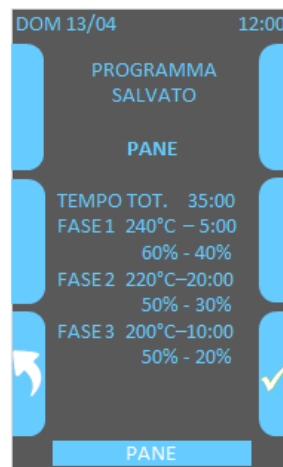 DOM 13/04 12:00
PROGRAMMA
SALVATO
PANE
TEMPO TOT. 35:00
FASE 1 240°C – 5:00
60% - 40%
FASE 2 220°C–20:00
50% - 30%
FASE 3 200°C–10:00
50% - 20%
PANE